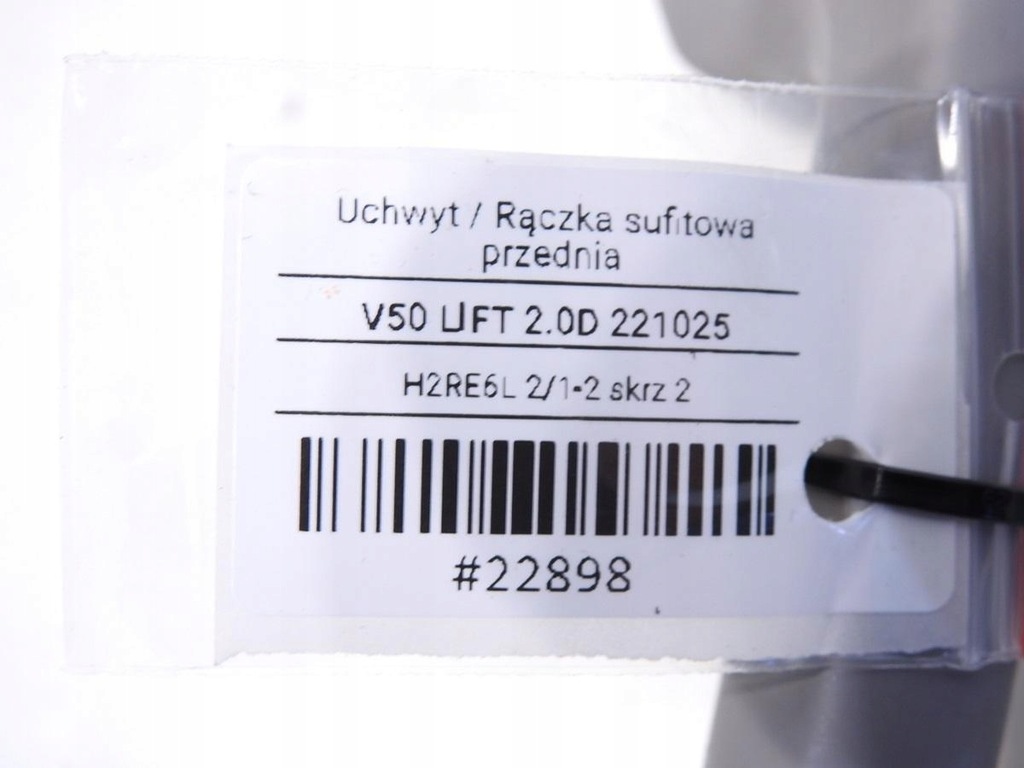 Uchwyt / Rączka sufitowa
przednia
V50 LIFT 2.0D 221025
H2RE6L 2/1-2 skrz 2
#22898